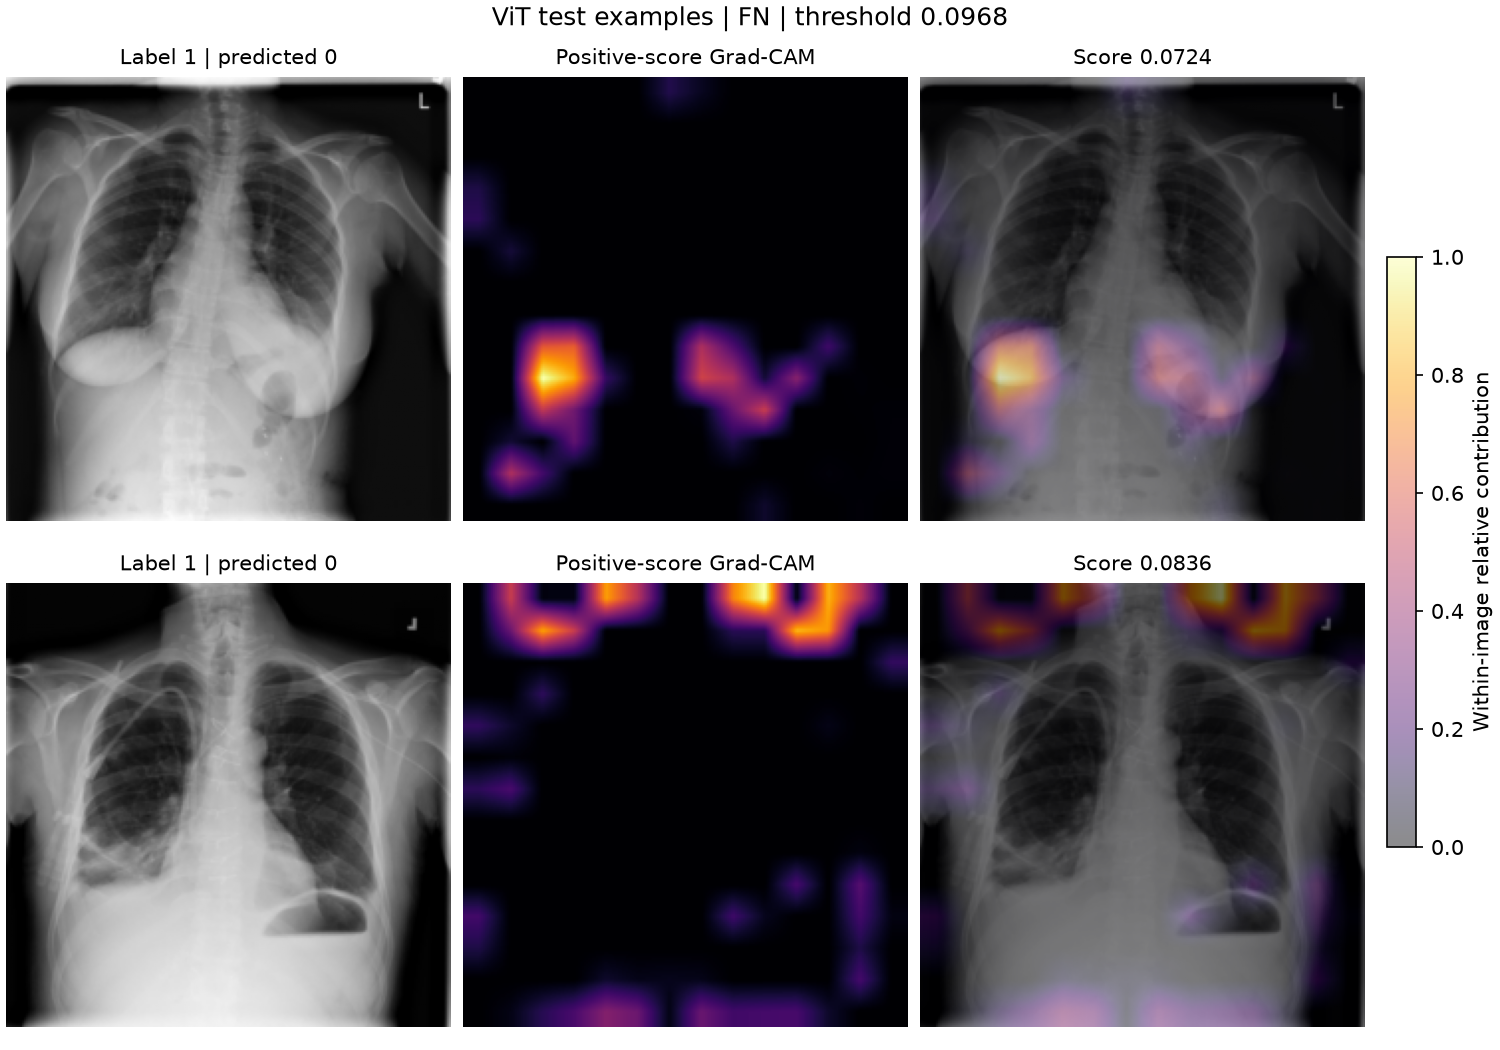 ViT test examples | FN | threshold 0.0968
Label 1 | predicted 0
Positive-score Grad-CAM
Score 0.0724
L
L
Label 1 | predicted 0
Positive-score Grad-CAM
Score 0.0836
1.0
0.8
0.6
0.4
0.2
0.0
Within-image relative contribution